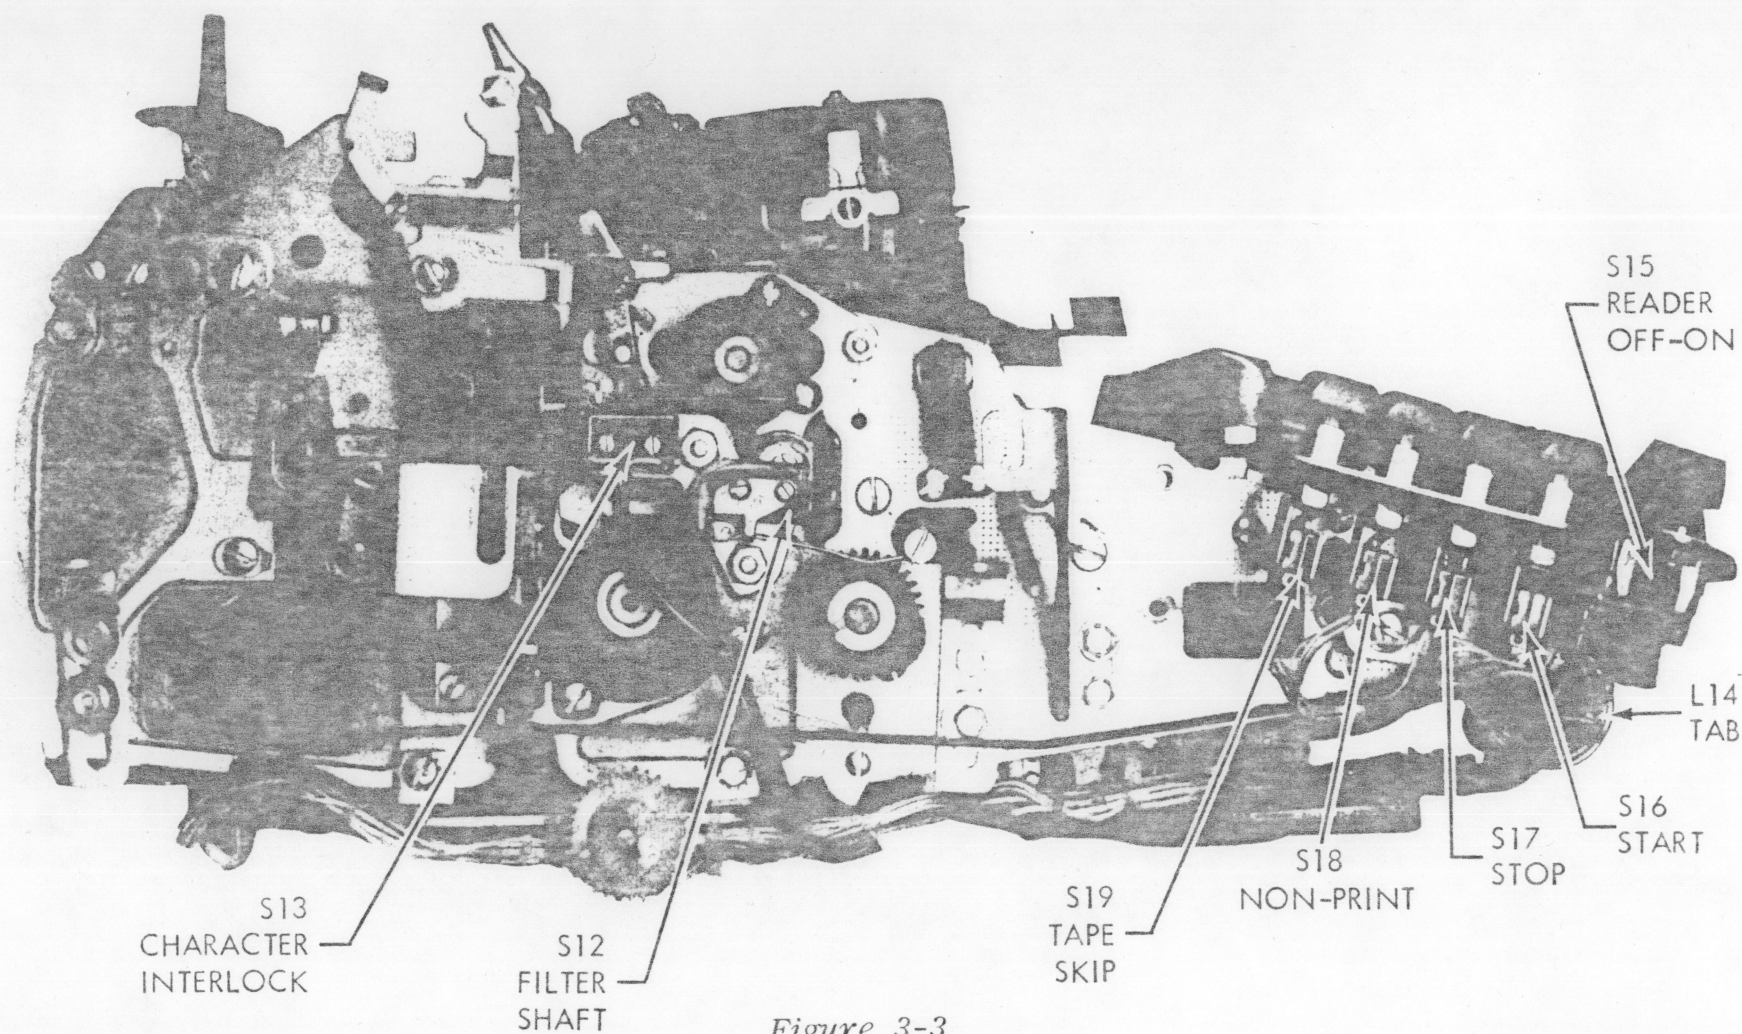 S15
READER
OFF-ON
L14
TAB
S16
START
S17
STOP
S18
NON-PRINT
S19
TAPE
SKIP
S13
CHARACTER
INTERLOCK
S12
FILTER
SHAFT
Figure 3-3